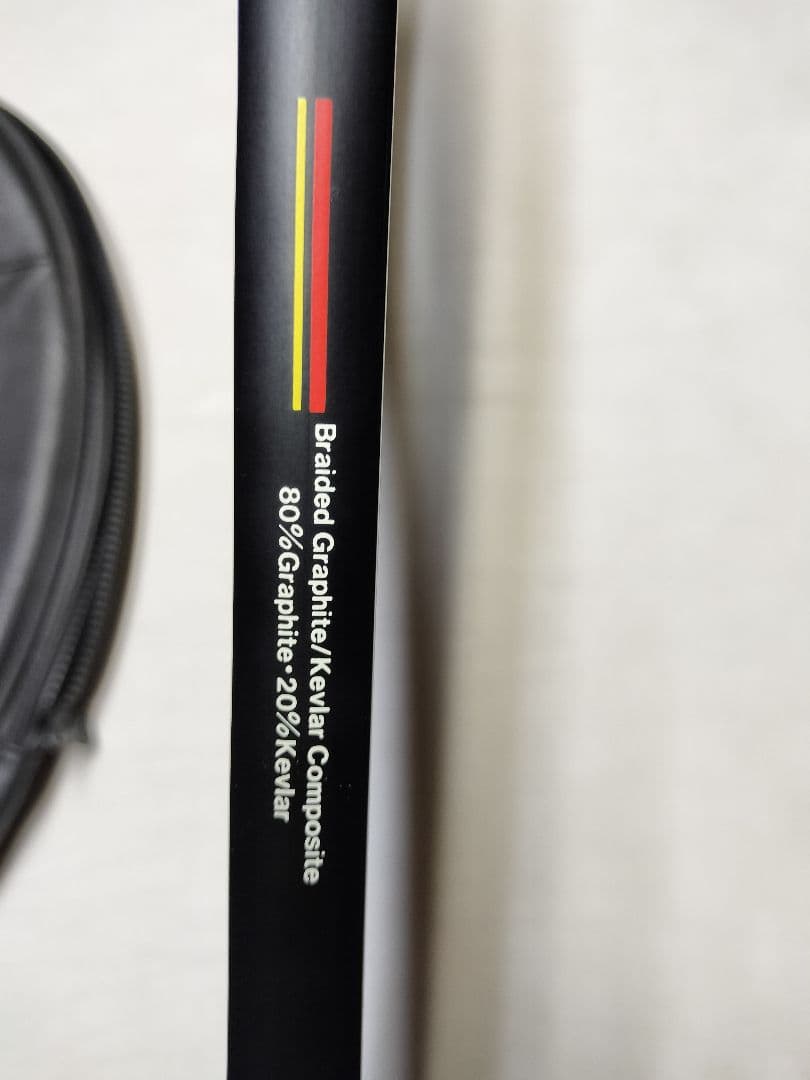 Braided Graphite/Kevlar Composite
80%Graphite•20%Kevlar